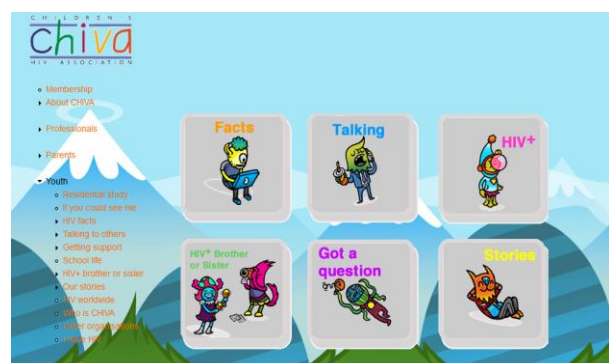 CHILDREN'S
Chiva
HIV ASSOCIATION
Membership
About CHIVA
Professionals
Parents
Youth
Residential study
If you could see me
HIV facts
Talking to others
Getting support
School life
HIV+ brother or sister
Our stories
HIV worldwide
Who is CHIVA
Other organisations
Facts
Talking
HIV+
HIV+ Brother
or Sister
Got a
question
Stories